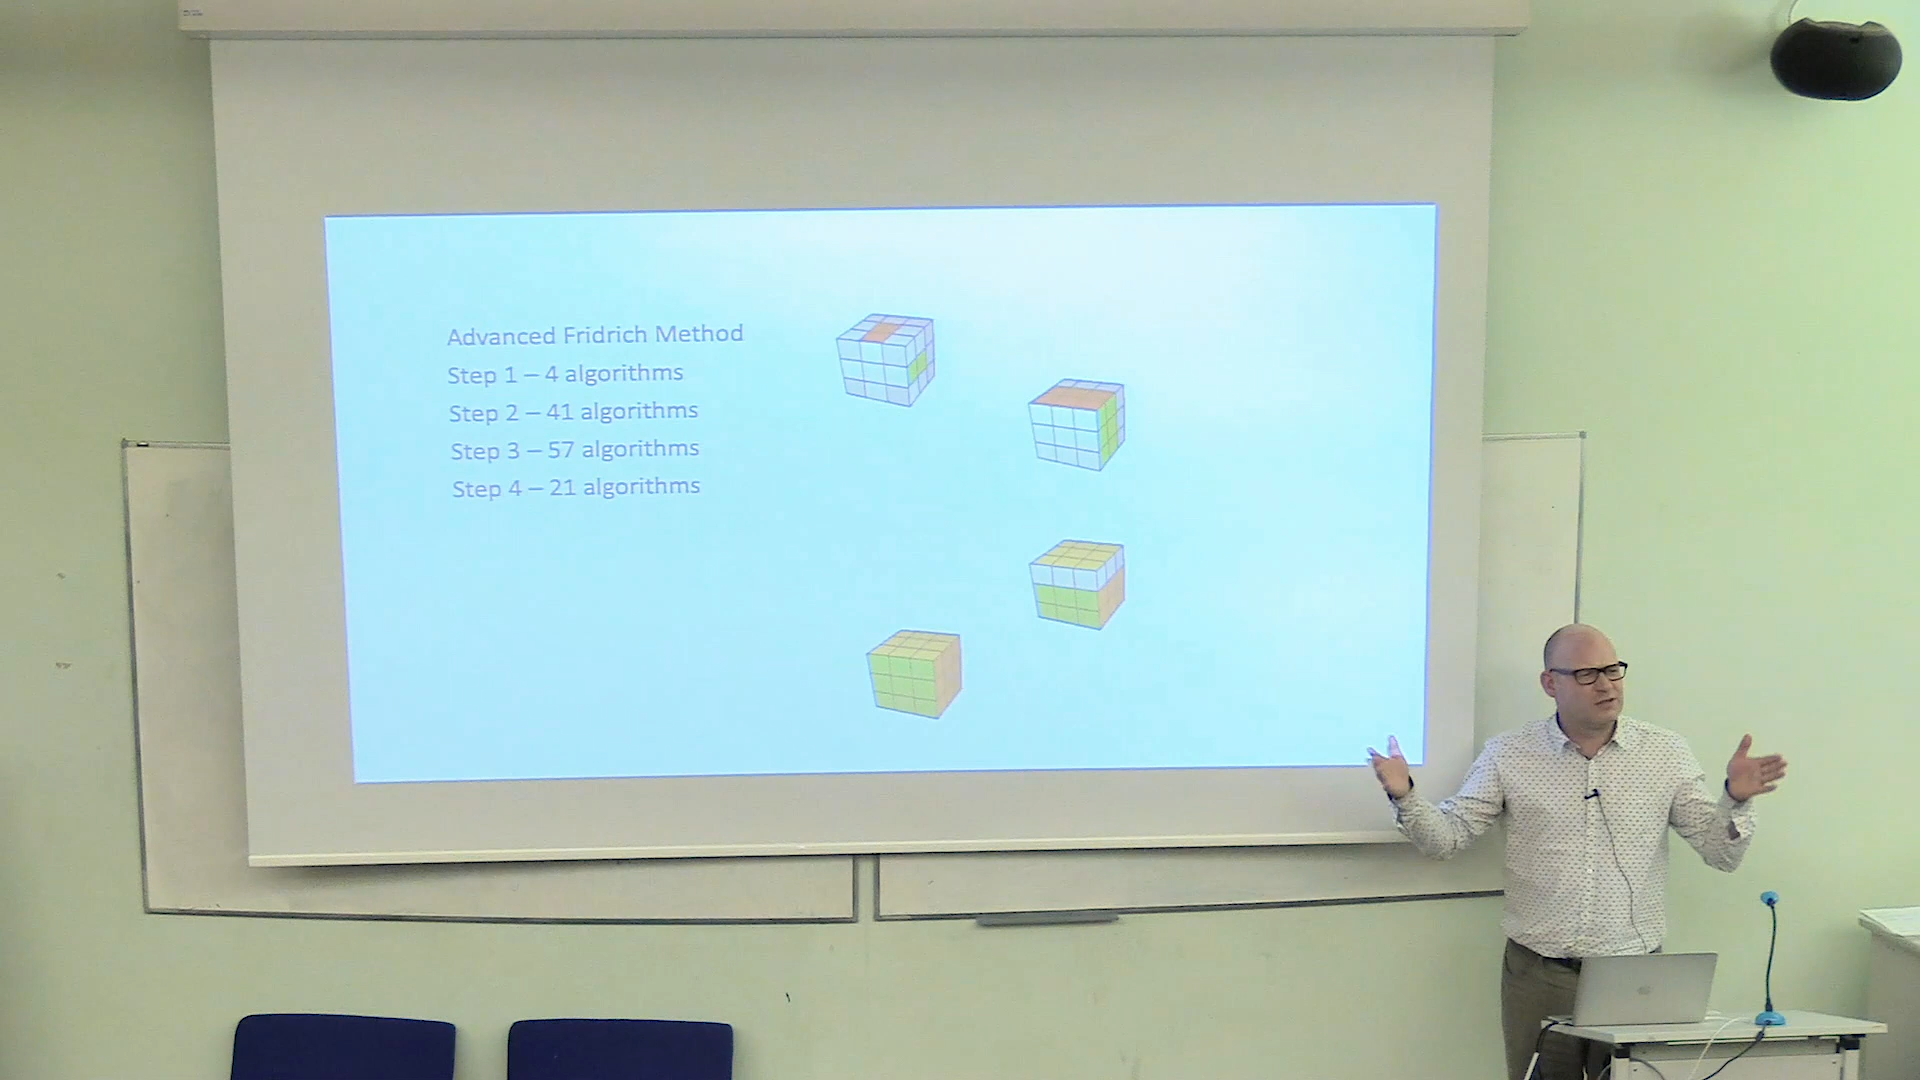 Advanced Fridrich Method
Step 1 – 4 algorithms
Step 2 – 41 algorithms
Step 3 – 57 algorithms
Step 4 – 21 algorithms